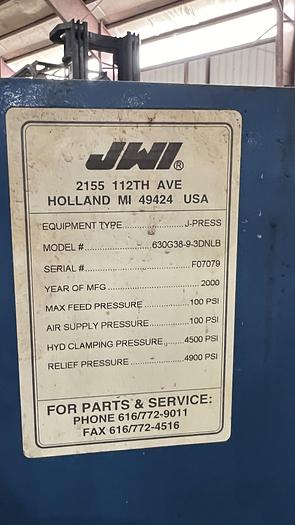 JWI®
2155 112TH AVE
HOLLAND MI 49424 USA
EQUIPMENT TYPE....................J-PRESS
MODEL #....................630G38-9-3DNLB
SERIAL #....................F07079
YEAR OF MFG....................2000
MAX FEED PRESSURE....................100 PSI
AIR SUPPLY PRESSURE....................100 PSI
HYD CLAMPING PRESSURE..........4500 PSI
RELIEF PRESSURE....................4900 PSI
FOR PARTS & SERVICE:
PHONE 616/772-9011
FAX 616/772-4516